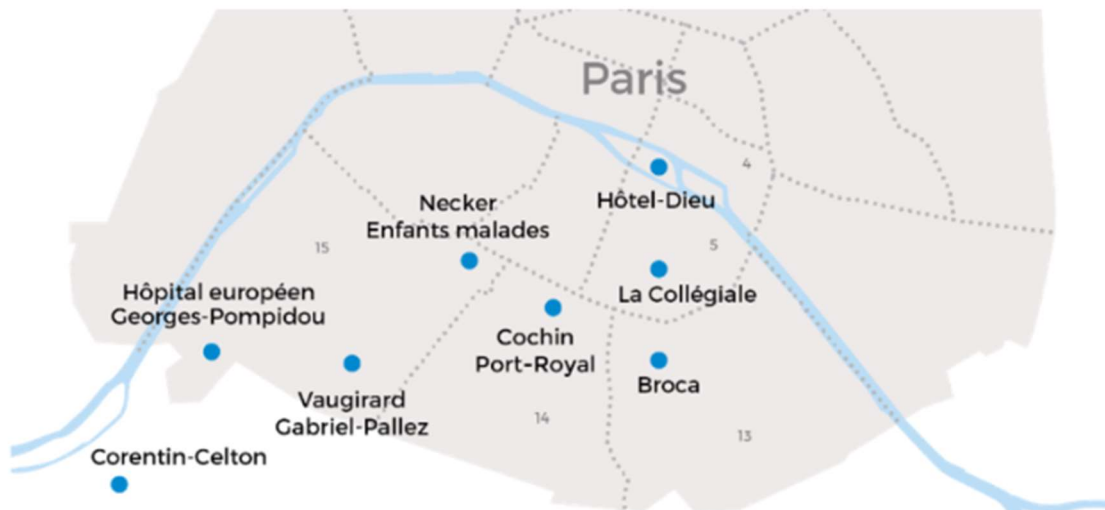 Paris
4
Hôtel-Dieu
Necker
Enfants malades
15
5
La Collégiale
Hôpital européen
Georges-Pompidou
Cochin
Port-Royal
Broca
Vaugirard
Gabriel-Pallez
14
13
Corentin-Celton